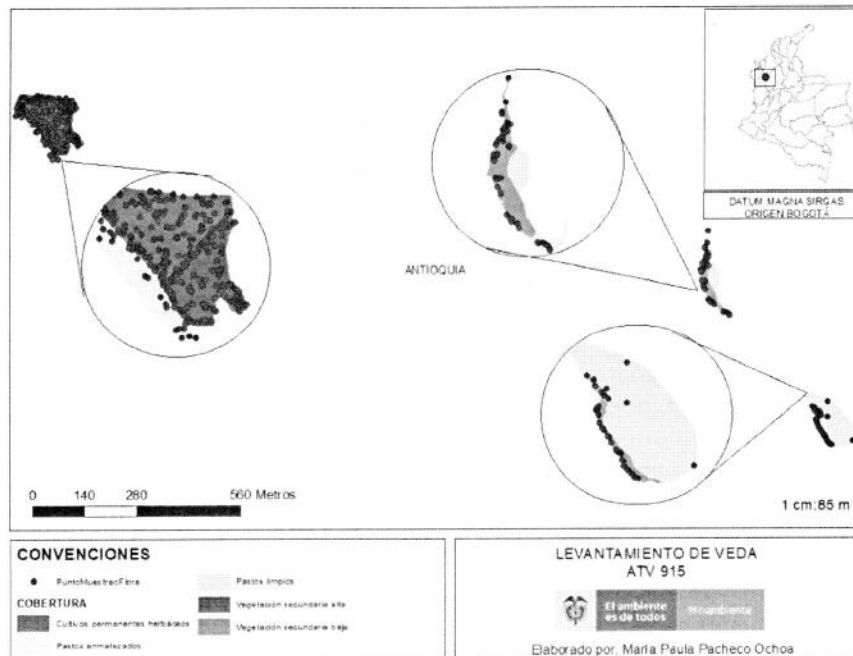 DATUM MAGNA SIRGAS
ORIGEN BOGOTÁ
ANTIOQUIA
0 140 280 560 Metros
1 cm:85 m
CONVENCIONES
PuntoMuestraoFibra
COBERTURA
Cultivos permanentes herbáceos
Pastos enmalezados
Pastos limpios
Vegetación secundaria alta
Vegetación secundaria baja
LEVANTAMIENTO DE VEDA
ATV 915
El ambiente
es de todos
Minambiente
Elaborado por: María Paula Pacheco Ochoa